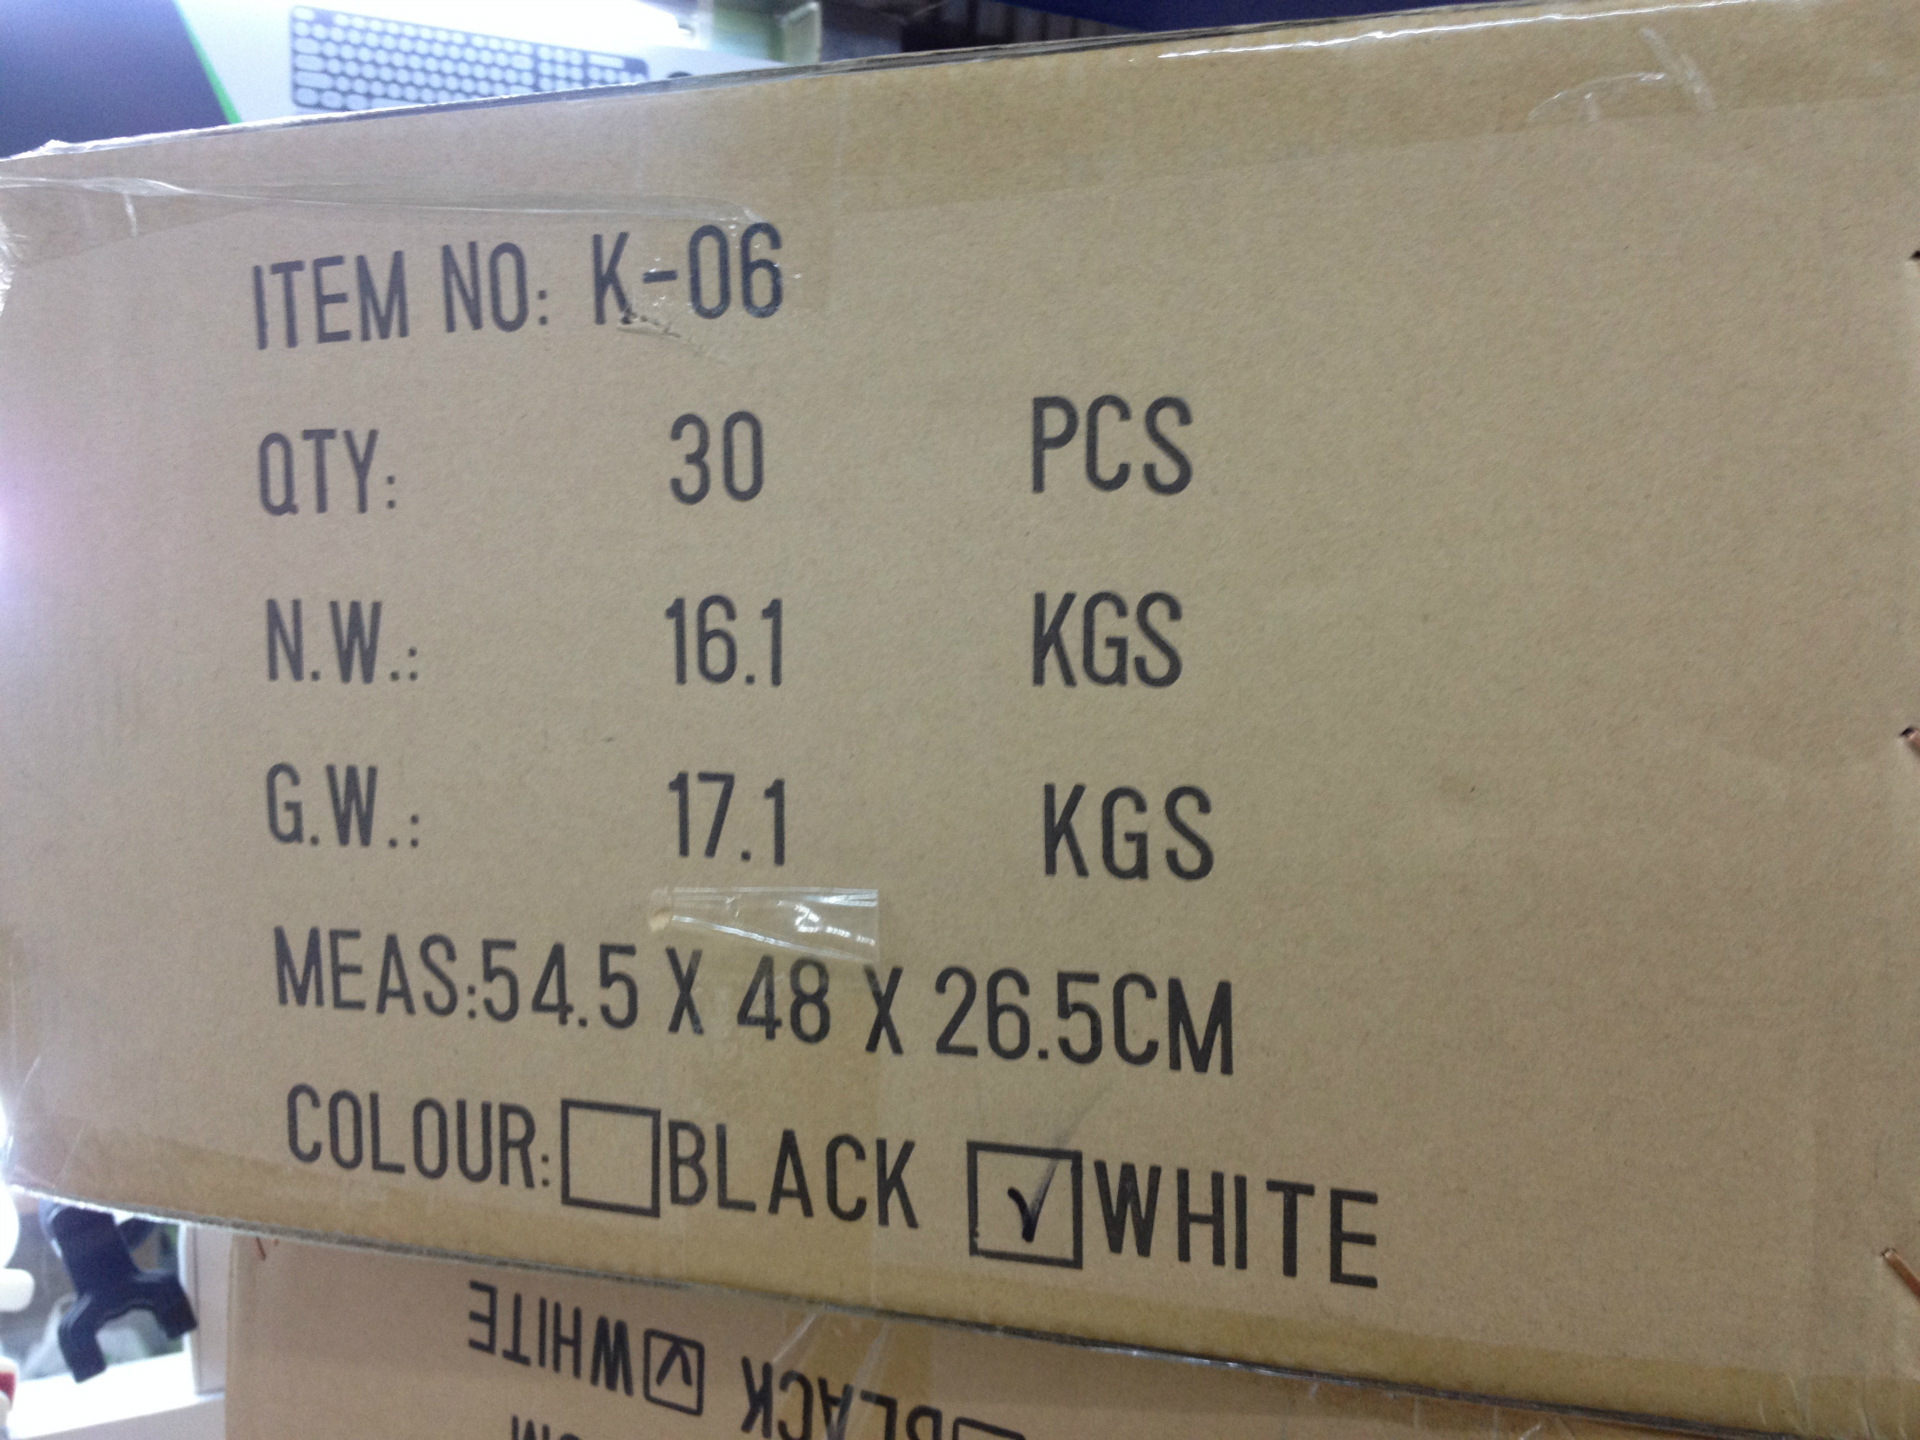 ITEM NO: K-06
QTY: 30 PCS
N.W.: 16.1 KGS
G.W.: 17.1 KGS
MEAS:54.5 X 48 X 26.5CM
COLOUR: BLACK ✓ WHITE
BLACK ✓ WHITE